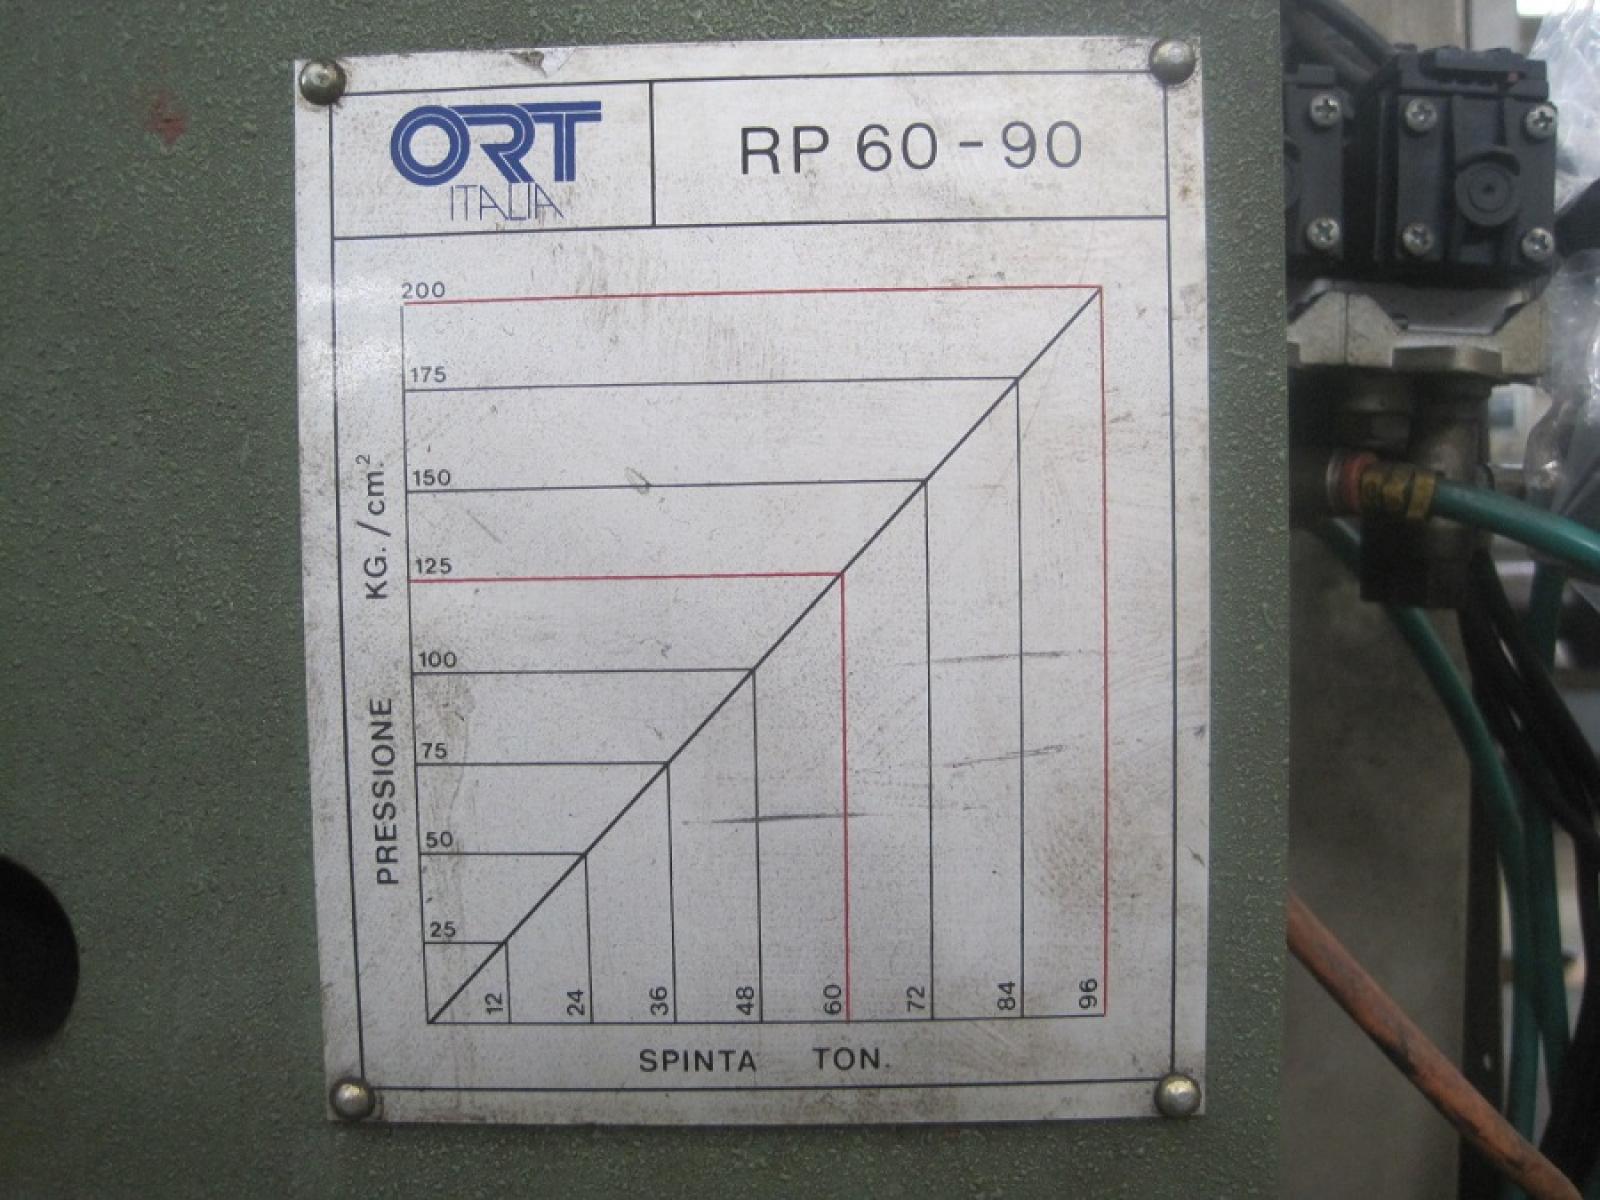 ORT
ITALIA
RP 60-90
200
175
150
125
100
75
50
25
PRESSIONE KG./cm.²
12 24 36 48 60 72 84 96
SPINTA TON.